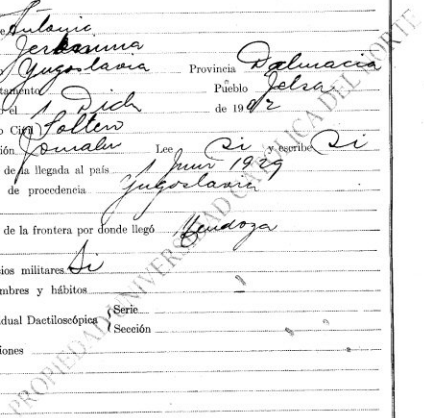 e Antonio
Jeronima
Yugoslavia Provincia Dalmacia
tamento Pueblo Jelsa
o el 1 Dich de 1902
o Civil Soltero
ión Jornalero Lee Si y escribe Si
de la llegada al país 1 Junio 1929
de procedencia Yugoslavia
de la frontera por donde llegó Mendoza
ios militares Si
mbres y hábitos "
dual Dactiloscópica Serie "
Sección " "
iones "
PROPIEDAD UNIVERSIDAD CATÓLICA DEL NORTE